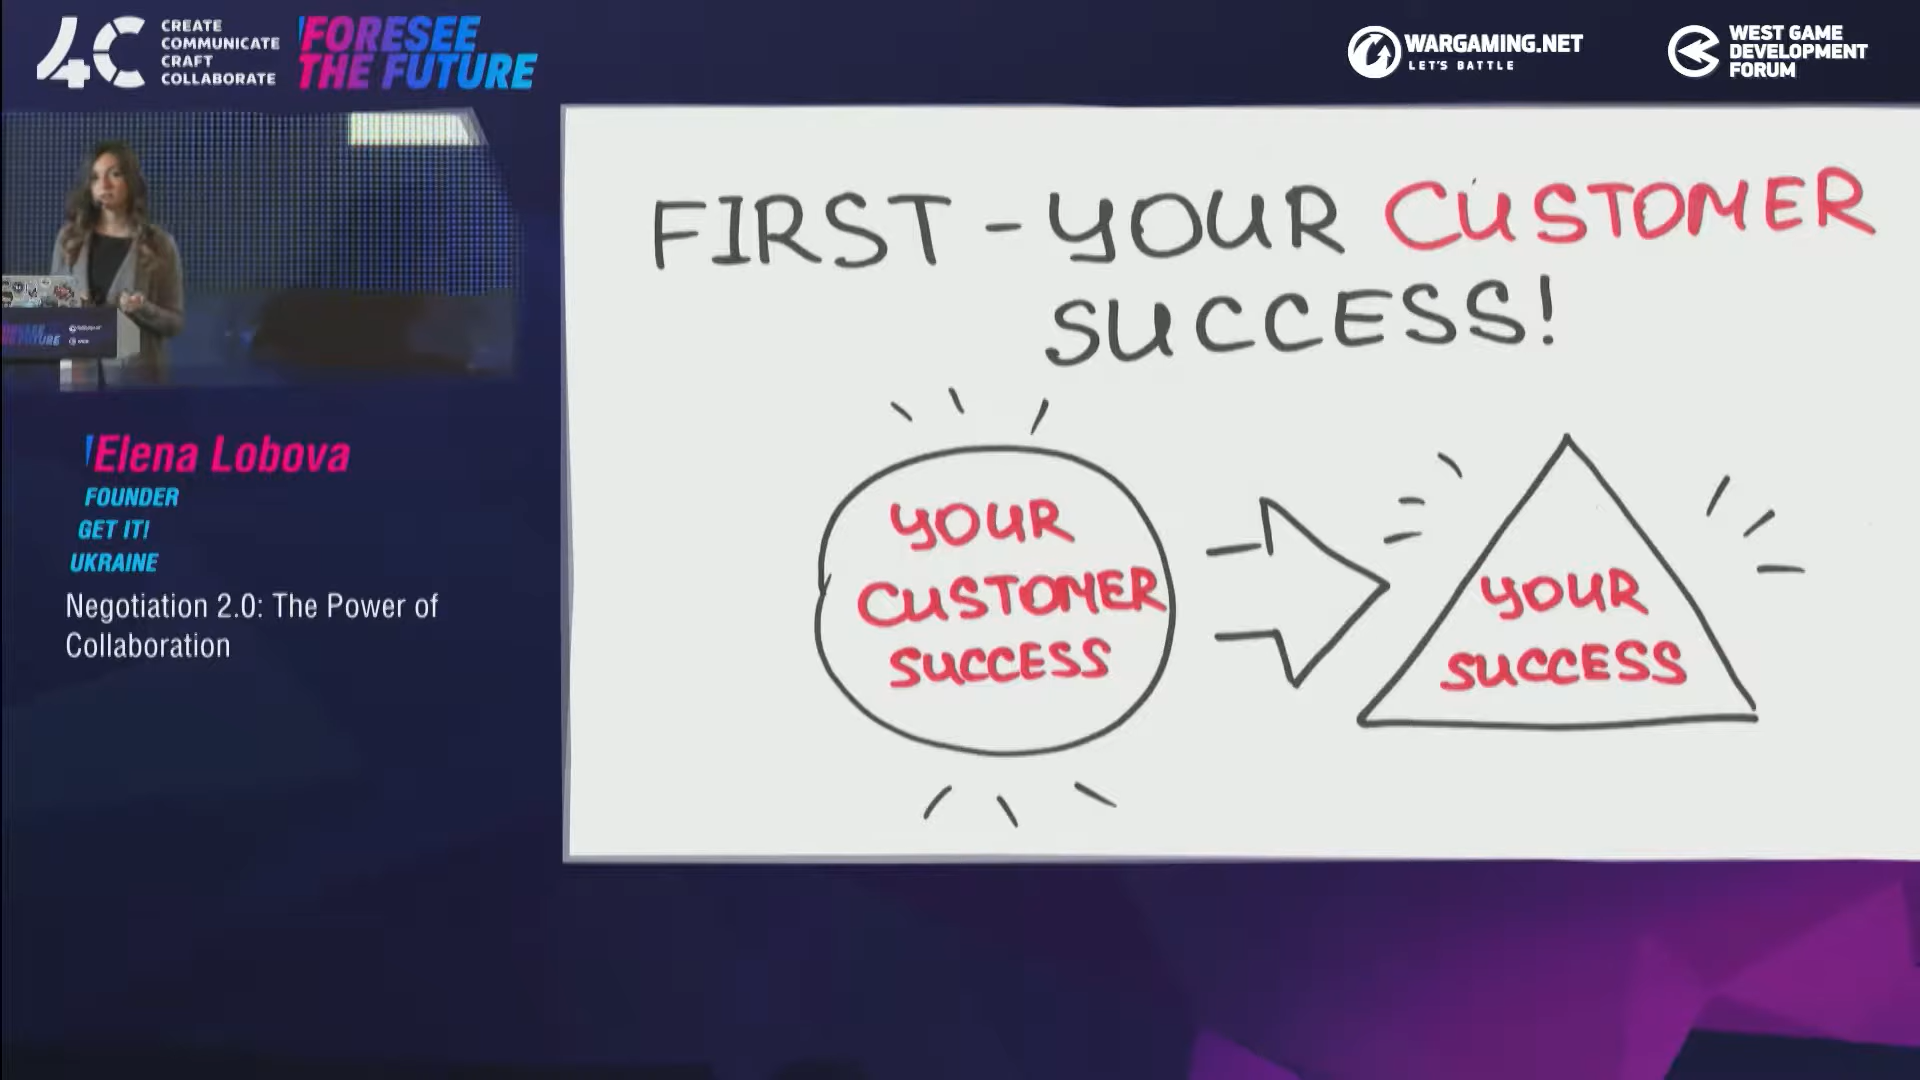 4C
CREATE
COMMUNICATE
CRAFT
COLLABORATE
FORESEE
THE FUTURE
WARGAMING.NET
LET'S BATTLE
WEST GAME
DEVELOPMENT
FORUM
Elena Lobova
FOUNDER
GET IT!
UKRAINE
Negotiation 2.0: The Power of
Collaboration
FIRST - YOUR CUSTOMER
SUCCESS!
YOUR
CUSTOMER
SUCCESS
YOUR
SUCCESS